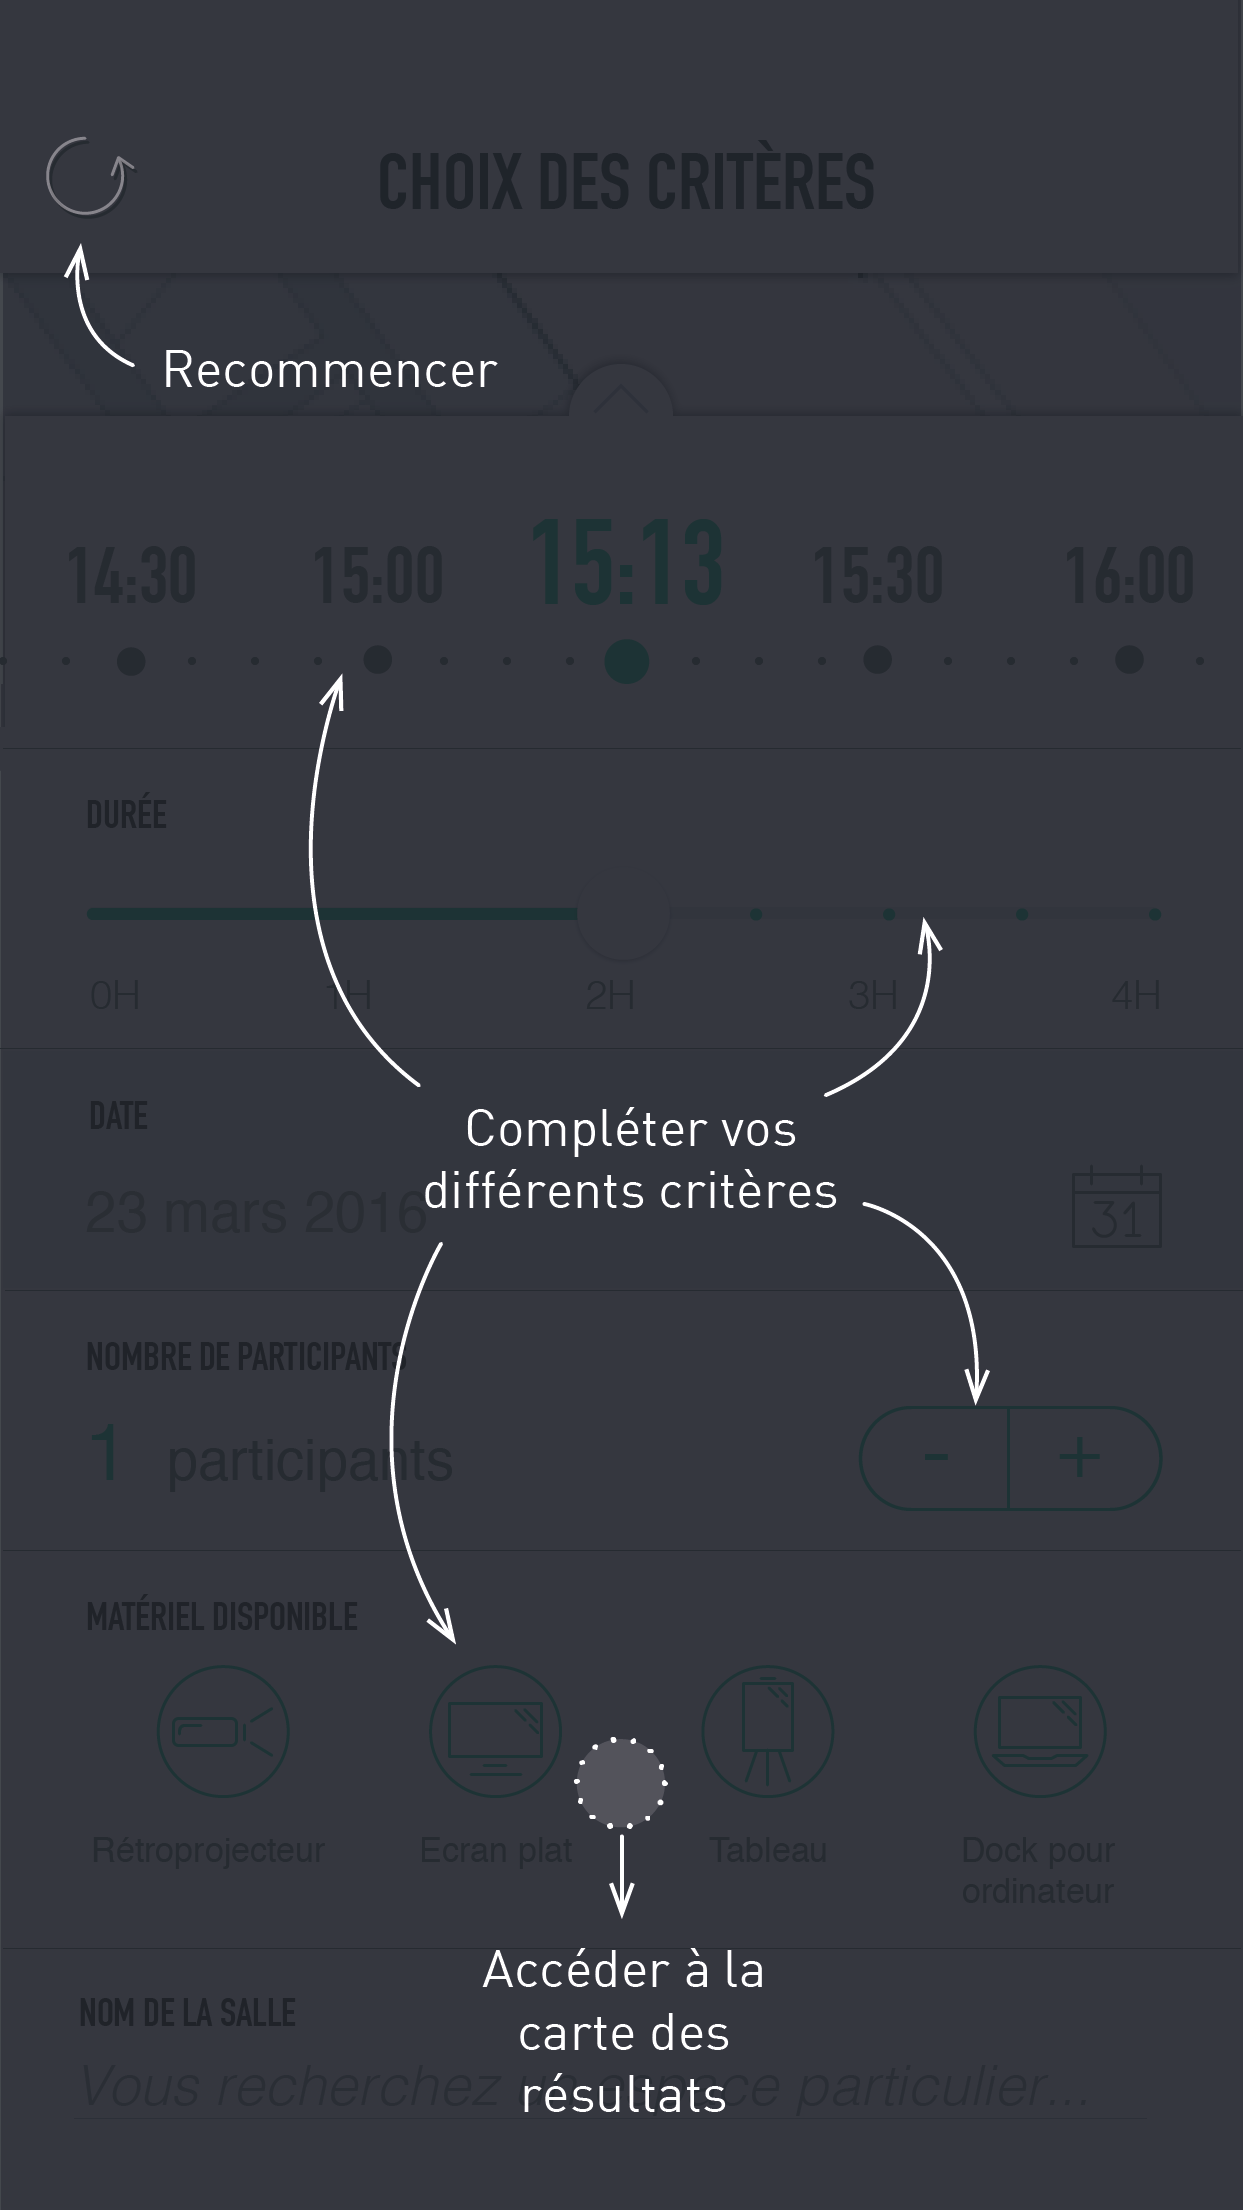 CHOIX DES CRITÈRES
Recommencer
14:30 15:00 15:13 15:30 16:00
DURÉE
0H 1H 2H 3H 4H
DATE
Compléter vos
différents critères
23 mars 2016
31
NOMBRE DE PARTICIPANTS
1 participants
- +
MATÉRIEL DISPONIBLE
Rétroprojecteur Ecran plat Tableau Dock pour
ordinateur
Accéder à la
carte des
résultats
NOM DE LA SALLE
Vous recherchez un espace particulier...